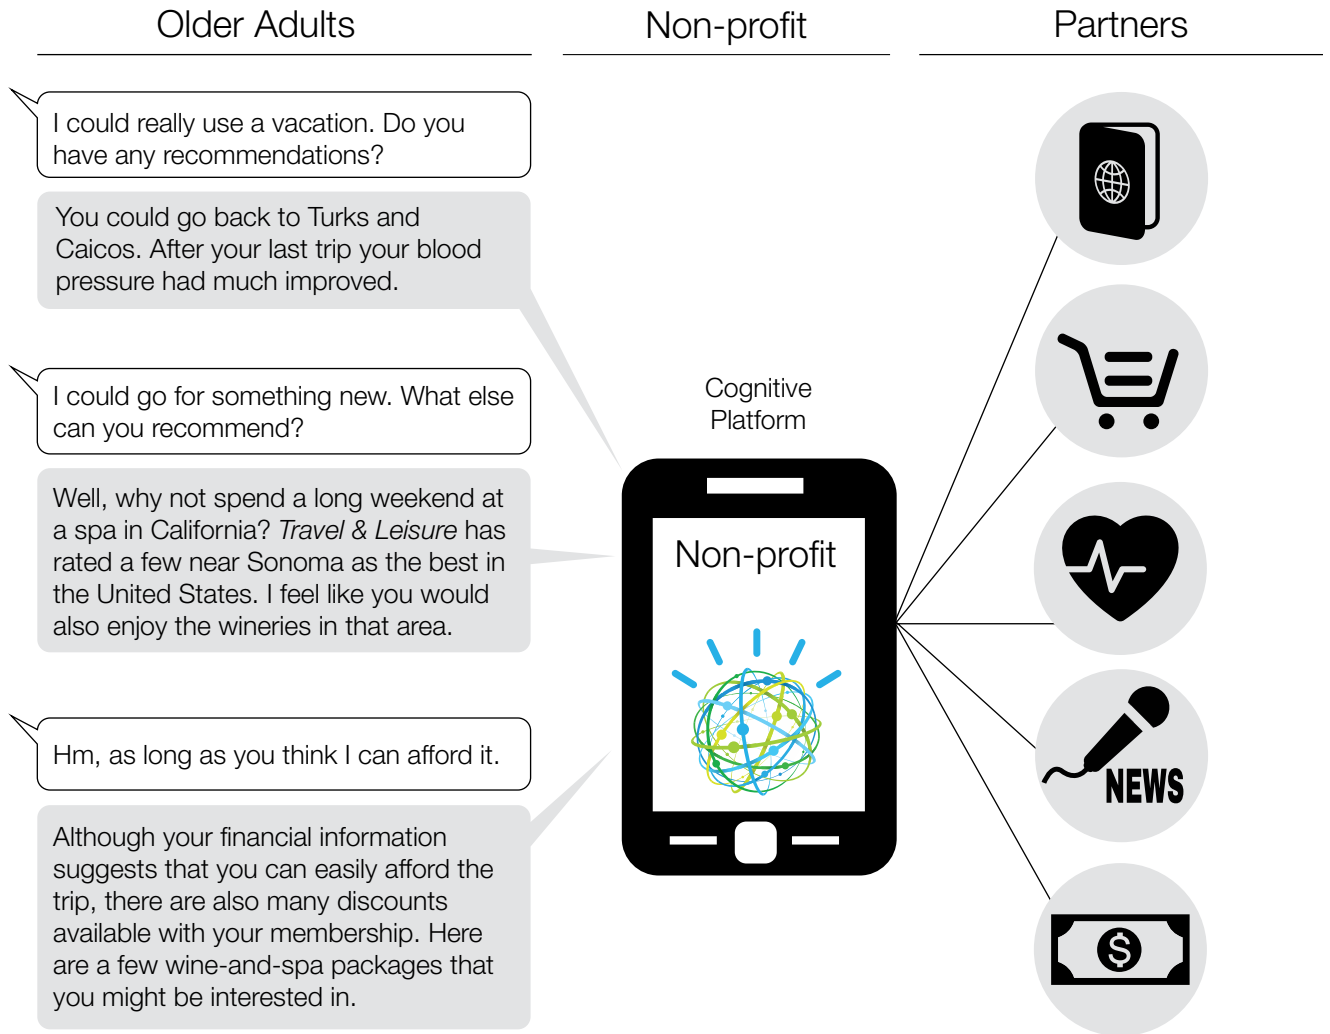 Older Adults
Non-profit
Partners
I could really use a vacation. Do you
have any recommendations?
You could go back to Turks and
Caicos. After your last trip your blood
pressure had much improved.
I could go for something new. What else
can you recommend?
Well, why not spend a long weekend at
a spa in California? Travel & Leisure has
rated a few near Sonoma as the best in
the United States. I feel like you would
also enjoy the wineries in that area.
Hm, as long as you think I can afford it.
Although your financial information
suggests that you can easily afford the
trip, there are also many discounts
available with your membership. Here
are a few wine-and-spa packages that
you might be interested in.
Cognitive
Platform
Non-profit
NEWS
$